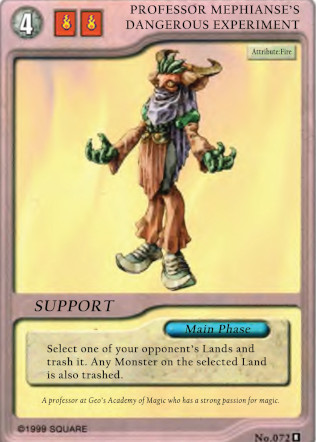 PROFESSOR MEPHIANSE'S
4 DANGEROUS EXPERIMENT
Attribute:Fire
SUPPORT
Main Phase
Select one of your opponent's Lands and
trash it. Any Monster on the selected Land
is also trashed.
A professor at Geo's Academy of Magic who has a strong passion for magic.
©1999 SQUARE
No.072